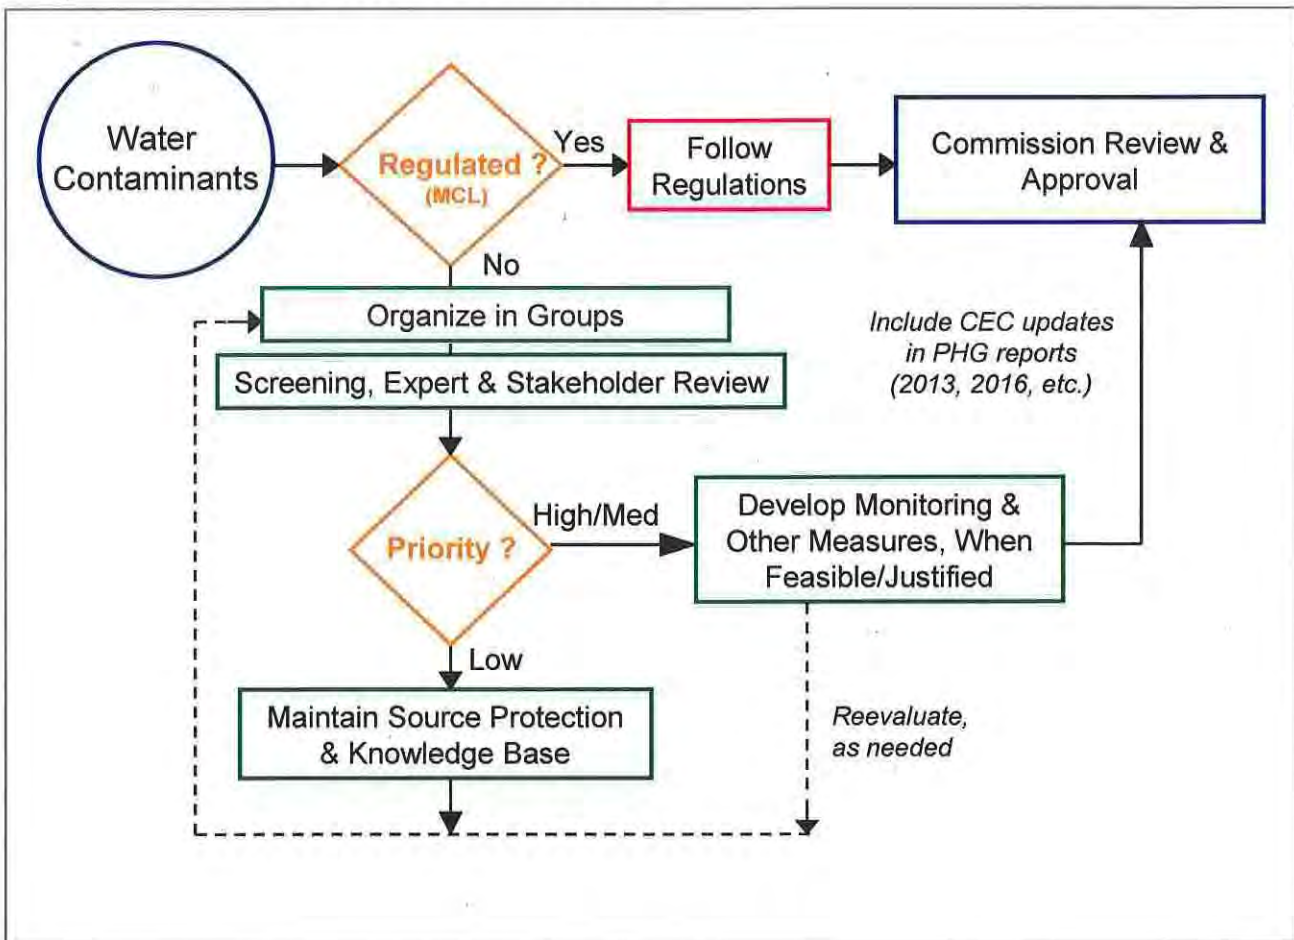 Water
Contaminants
Regulated ?
(MCL)
Yes
Follow
Regulations
Commission Review &
Approval
No
Organize in Groups
Include CEC updates
in PHG reports
(2013, 2016, etc.)
Screening, Expert & Stakeholder Review
Priority ?
High/Med
Develop Monitoring &
Other Measures, When
Feasible/Justified
Low
Maintain Source Protection
& Knowledge Base
Reevaluate,
as needed